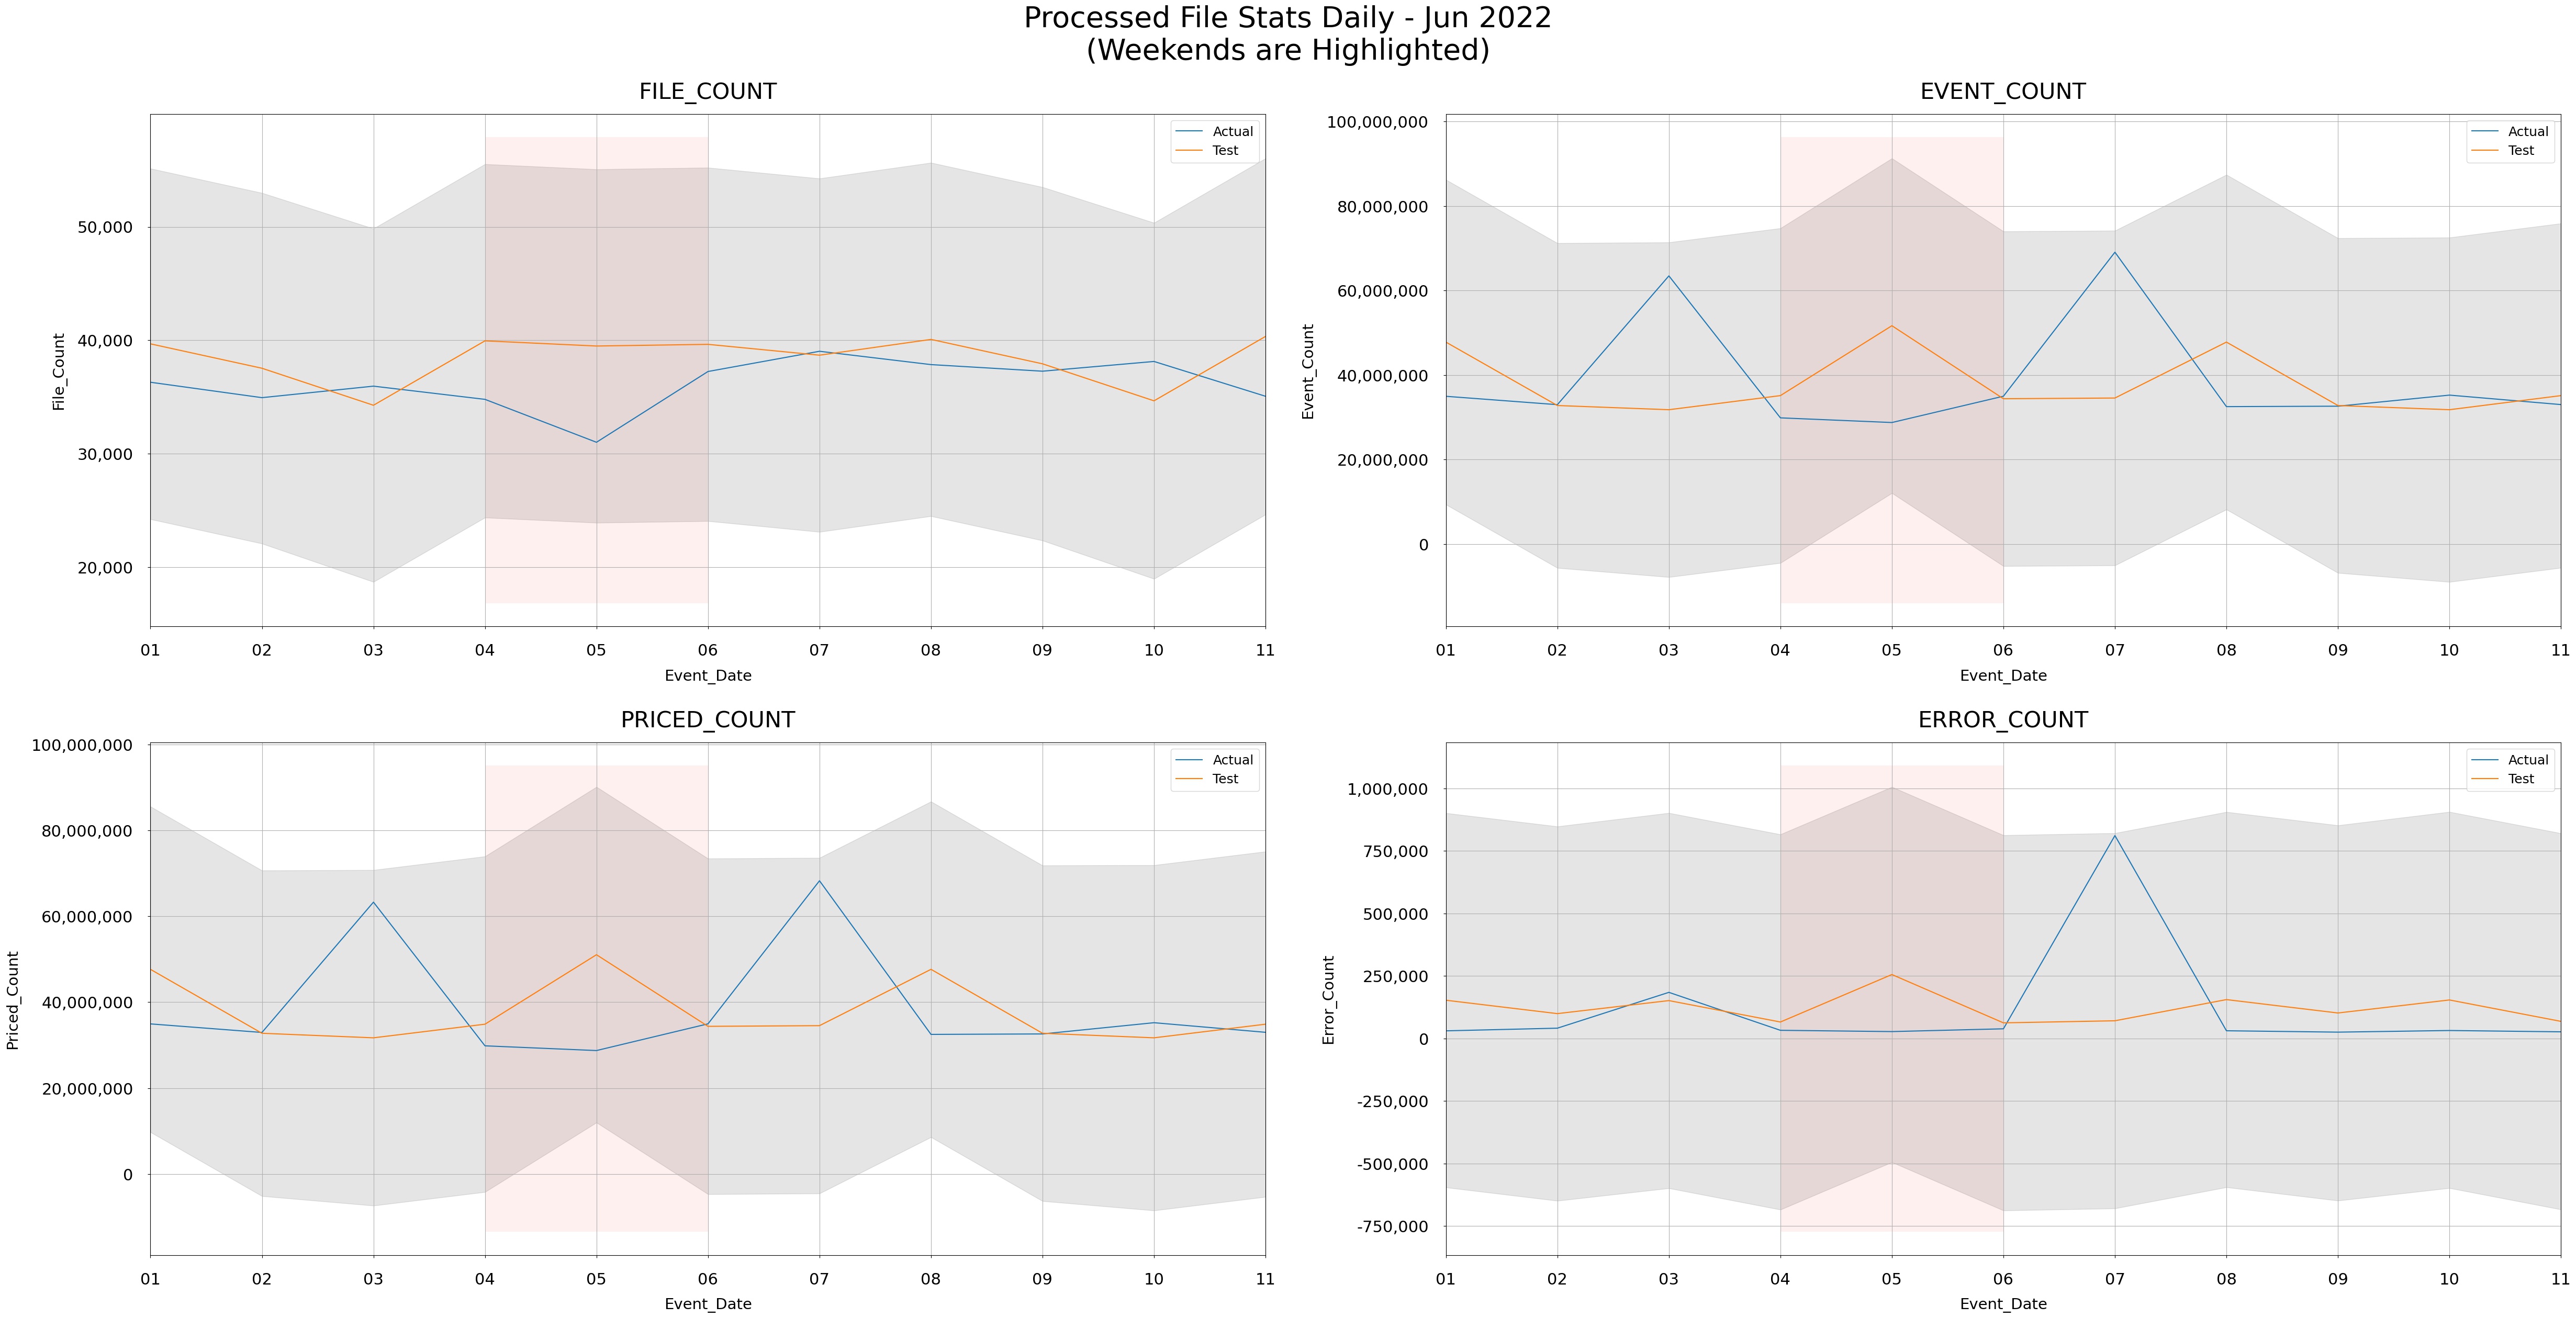 Processed File Stats Daily - Jun 2022
(Weekends are Highlighted)
FILE_COUNT
Actual
Test
50,000
40,000
30,000
20,000
File_Count
01 02 03 04 05 06 07 08 09 10 11
Event_Date
EVENT_COUNT
Actual
Test
100,000,000
80,000,000
60,000,000
40,000,000
20,000,000
0
Event_Count
01 02 03 04 05 06 07 08 09 10 11
Event_Date
PRICED_COUNT
Actual
Test
100,000,000
80,000,000
60,000,000
40,000,000
20,000,000
0
Priced_Count
01 02 03 04 05 06 07 08 09 10 11
Event_Date
ERROR_COUNT
Actual
Test
1,000,000
750,000
500,000
250,000
0
-250,000
-500,000
-750,000
Error_Count
01 02 03 04 05 06 07 08 09 10 11
Event_Date